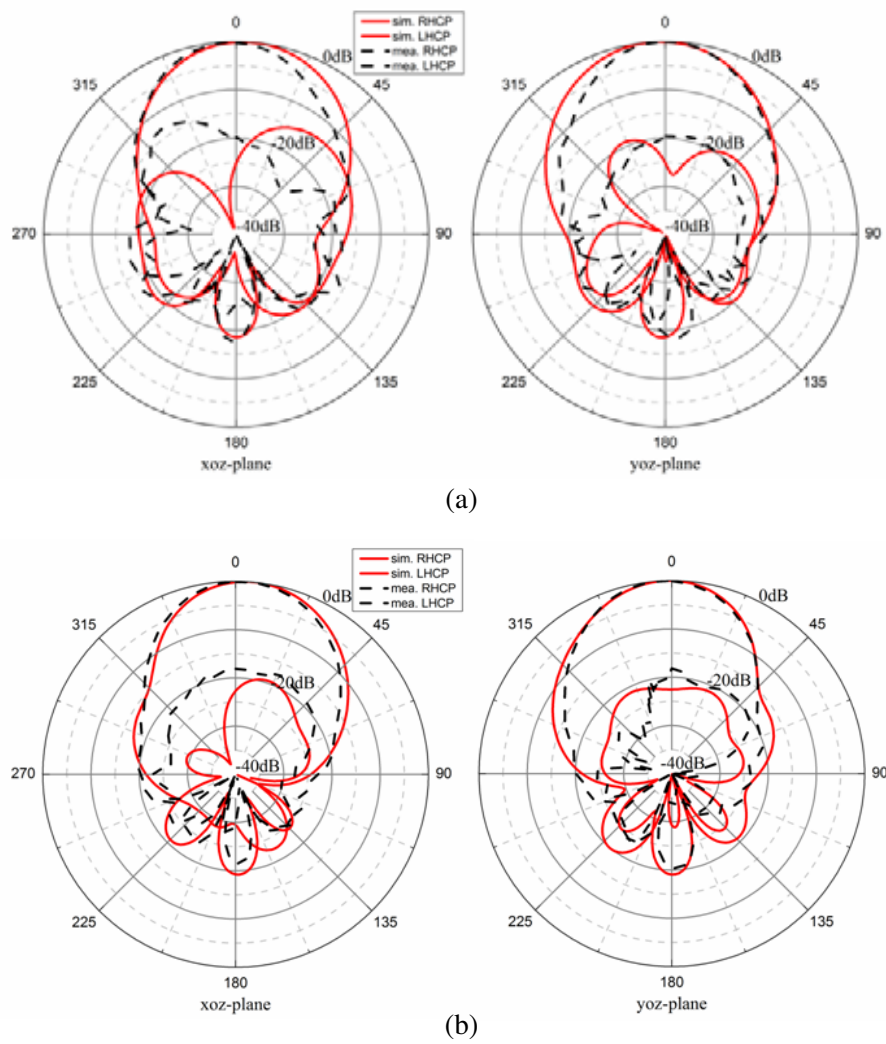 0
sim. RHCP
sim. LHCP
mea. RHCP
mea. LHCP
0
315
0dB
45
315
0dB
45
-20dB
-20dB
270
-40dB
90
270
-40dB
90
225
135
225
135
180
180
xoz-plane
yoz-plane
(a)
0
sim. RHCP
sim. LHCP
mea. RHCP
mea. LHCP
0
315
0dB
45
315
0dB
45
-20dB
-20dB
270
-40dB
90
270
-40dB
90
225
135
225
135
180
180
xoz-plane
yoz-plane
(b)